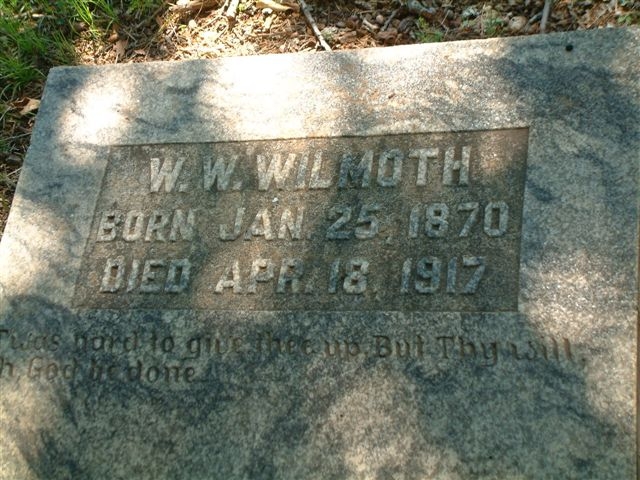 W. W. WILMOTH
BORN JAN. 25, 1870
DIED APR. 18, 1917
Twas hard to give thee up, But Thy will,
h, God be done